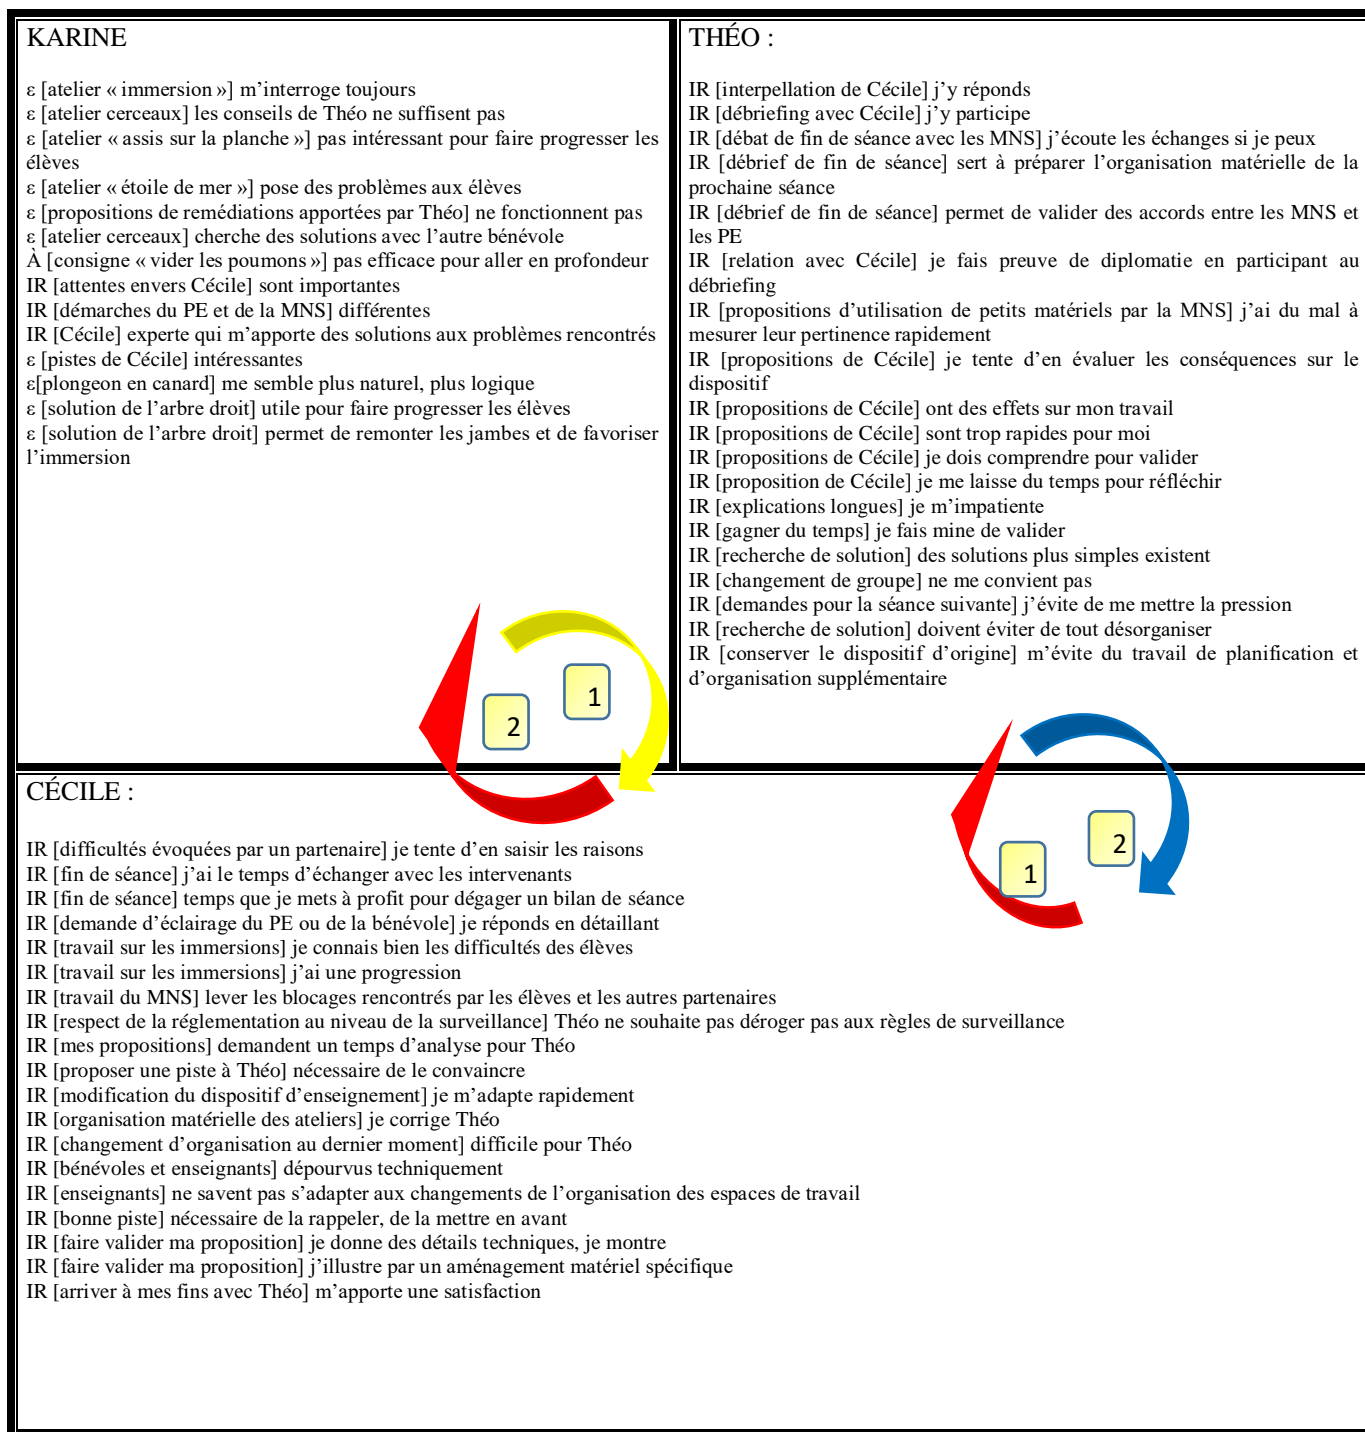 KARINE
ε [atelier « immersion »] m’interroge toujours
ε [atelier cerceaux] les conseils de Théo ne suffisent pas
ε [atelier « assis sur la planche »] pas intéressant pour faire progresser les
élèves
ε [atelier « étoile de mer »] pose des problèmes aux élèves
ε [propositions de remédiations apportées par Théo] ne fonctionnent pas
ε [atelier cerceaux] cherche des solutions avec l’autre bénévole
À [consigne « vider les poumons »] pas efficace pour aller en profondeur
IR [attentes envers Cécile] sont importantes
IR [démarches du PE et de la MNS] différentes
IR [Cécile] experte qui m’apporte des solutions aux problèmes rencontrés
ε [pistes de Cécile] intéressantes
ε[plongeon en canard] me semble plus naturel, plus logique
ε [solution de l’arbre droit] utile pour faire progresser les élèves
ε [solution de l’arbre droit] permet de remonter les jambes et de favoriser
l’immersion
1
2
THÉO :
IR [interpellation de Cécile] j’y réponds
IR [débriefing avec Cécile] j’y participe
IR [débat de fin de séance avec les MNS] j’écoute les échanges si je peux
IR [débrief de fin de séance] sert à préparer l’organisation matérielle de la
prochaine séance
IR [débrief de fin de séance] permet de valider des accords entre les MNS et
les PE
IR [relation avec Cécile] je fais preuve de diplomatie en participant au
débriefing
IR [propositions d’utilisation de petits matériels par la MNS] j’ai du mal à
mesurer leur pertinence rapidement
IR [propositions de Cécile] je tente d’en évaluer les conséquences sur le
dispositif
IR [propositions de Cécile] ont des effets sur mon travail
IR [propositions de Cécile] sont trop rapides pour moi
IR [propositions de Cécile] je dois comprendre pour valider
IR [proposition de Cécile] je me laisse du temps pour réfléchir
IR [explications longues] je m’impatiente
IR [gagner du temps] je fais mine de valider
IR [recherche de solution] des solutions plus simples existent
IR [changement de groupe] ne me convient pas
IR [demandes pour la séance suivante] j’évite de me mettre la pression
IR [recherche de solution] doivent éviter de tout désorganiser
IR [conserver le dispositif d’origine] m’évite du travail de planification et
d’organisation supplémentaire
2
1
CÉCILE :
IR [difficultés évoquées par un partenaire] je tente d’en saisir les raisons
IR [fin de séance] j’ai le temps d’échanger avec les intervenants
IR [fin de séance] temps que je mets à profit pour dégager un bilan de séance
IR [demande d’éclairage du PE ou de la bénévole] je réponds en détaillant
IR [travail sur les immersions] je connais bien les difficultés des élèves
IR [travail sur les immersions] j’ai une progression
IR [travail du MNS] lever les blocages rencontrés par les élèves et les autres partenaires
IR [respect de la réglementation au niveau de la surveillance] Théo ne souhaite pas déroger pas aux règles de surveillance
IR [mes propositions] demandent un temps d’analyse pour Théo
IR [proposer une piste à Théo] nécessaire de le convaincre
IR [modification du dispositif d’enseignement] je m’adapte rapidement
IR [organisation matérielle des ateliers] je corrige Théo
IR [changement d’organisation au dernier moment] difficile pour Théo
IR [bénévoles et enseignants] dépourvus techniquement
IR [enseignants] ne savent pas s’adapter aux changements de l’organisation des espaces de travail
IR [bonne piste] nécessaire de la rappeler, de la mettre en avant
IR [faire valider ma proposition] je donne des détails techniques, je montre
IR [faire valider ma proposition] j’illustre par un aménagement matériel spécifique
IR [arriver à mes fins avec Théo] m’apporte une satisfaction